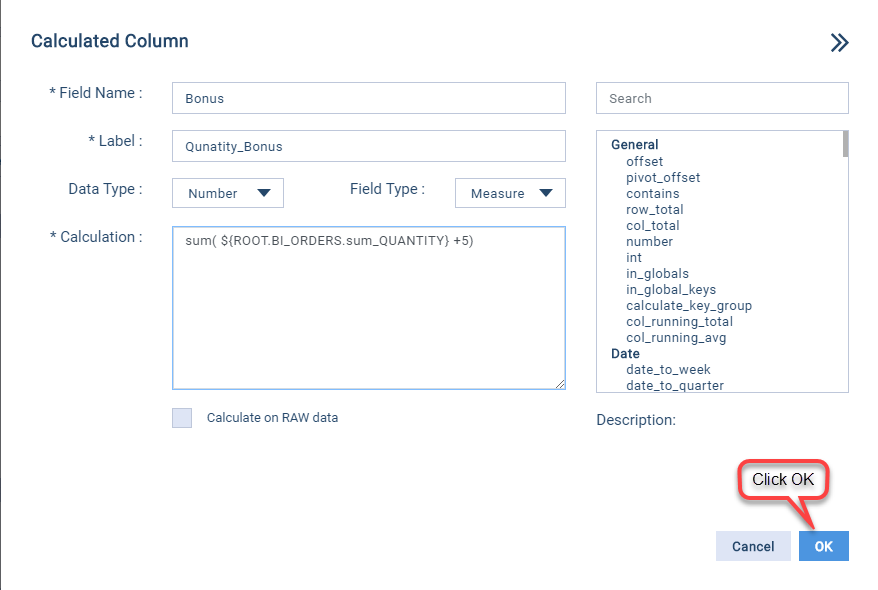 Calculated Column
* Field Name :
Bonus
* Label :
Qunatity_Bonus
Data Type :
Number
Field Type :
Measure
* Calculation :
sum( ${ROOT.BI_ORDERS.sum_QUANTITY} +5)
Calculate on RAW data
Search
General
offset
pivot_offset
contains
row_total
col_total
number
int
in_globals
in_global_keys
calculate_key_group
col_running_total
col_running_avg
Date
date_to_week
date_to_quarter
Description:
Click OK
Cancel
OK